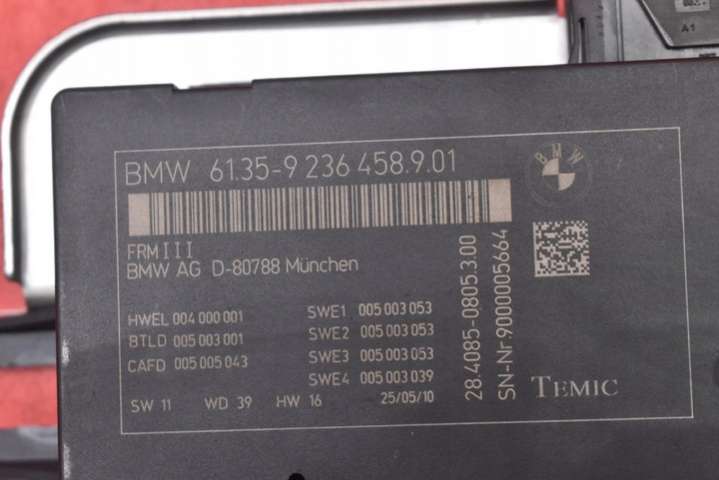 A1
BMW 61.35-9 236 458.9.01
BMW
FRMIII
BMW AG D-80788 München
HWEL 004 000 001
BTLD 005 003 001
CAFD 005 005 043
SWE1 005 003 053
SWE2 005 003 053
SWE3 005 003 053
SWE4 005 003 039
SW 11 WD 39 HW 16 25/05/10
28.4085-0805.3.00
SN-Nr.9000005664
TEMIC